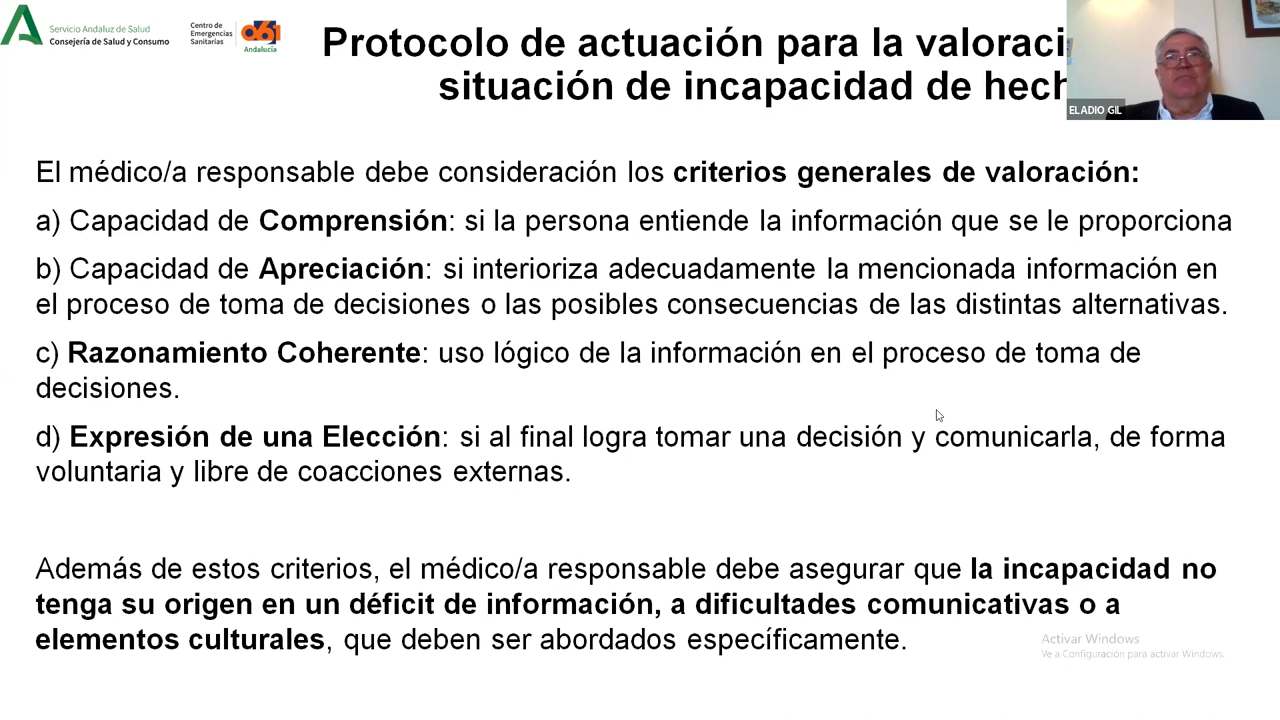 Servicio Andaluz de Salud
Consejería de Salud y Consumo
Centro de
Emergencias
Sanitarias
061
Andalucía
Protocolo de actuación para la
situación de incapacidad de
ELADIO GIL
El médico/a responsable debe consideración los criterios generales de valoración:
a) Capacidad de Comprensión: si la persona entiende la información que se le proporciona
b) Capacidad de Apreciación: si interioriza adecuadamente la mencionada información en
el proceso de toma de decisiones o las posibles consecuencias de las distintas alternativas.
c) Razonamiento Coherente: uso lógico de la información en el proceso de toma de
decisiones.
d) Expresión de una Elección: si al final logra tomar una decisión y comunicarla, de forma
voluntaria y libre de coacciones externas.
Además de estos criterios, el médico/a responsable debe asegurar que la incapacidad no
tenga su origen en un déficit de información, a dificultades comunicativas o a
elementos culturales, que deben ser abordados específicamente.
Activar Windows
Ve a Configuración para activar Windows.